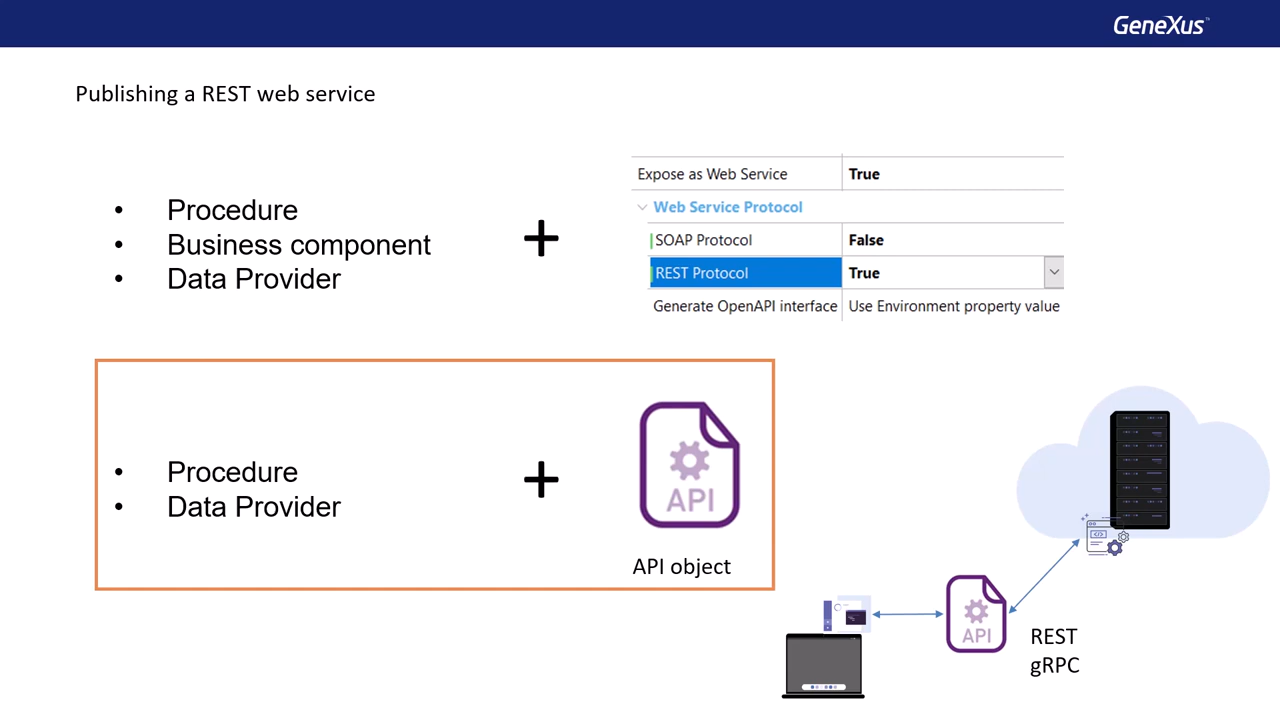 GeneXus™
Publishing a REST web service
• Procedure
• Business component
• Data Provider
+
Expose as Web Service True
Web Service Protocol
SOAP Protocol False
REST Protocol True
Generate OpenAPI interface Use Environment property value
• Procedure
• Data Provider
+
API
API object
API
REST
gRPC